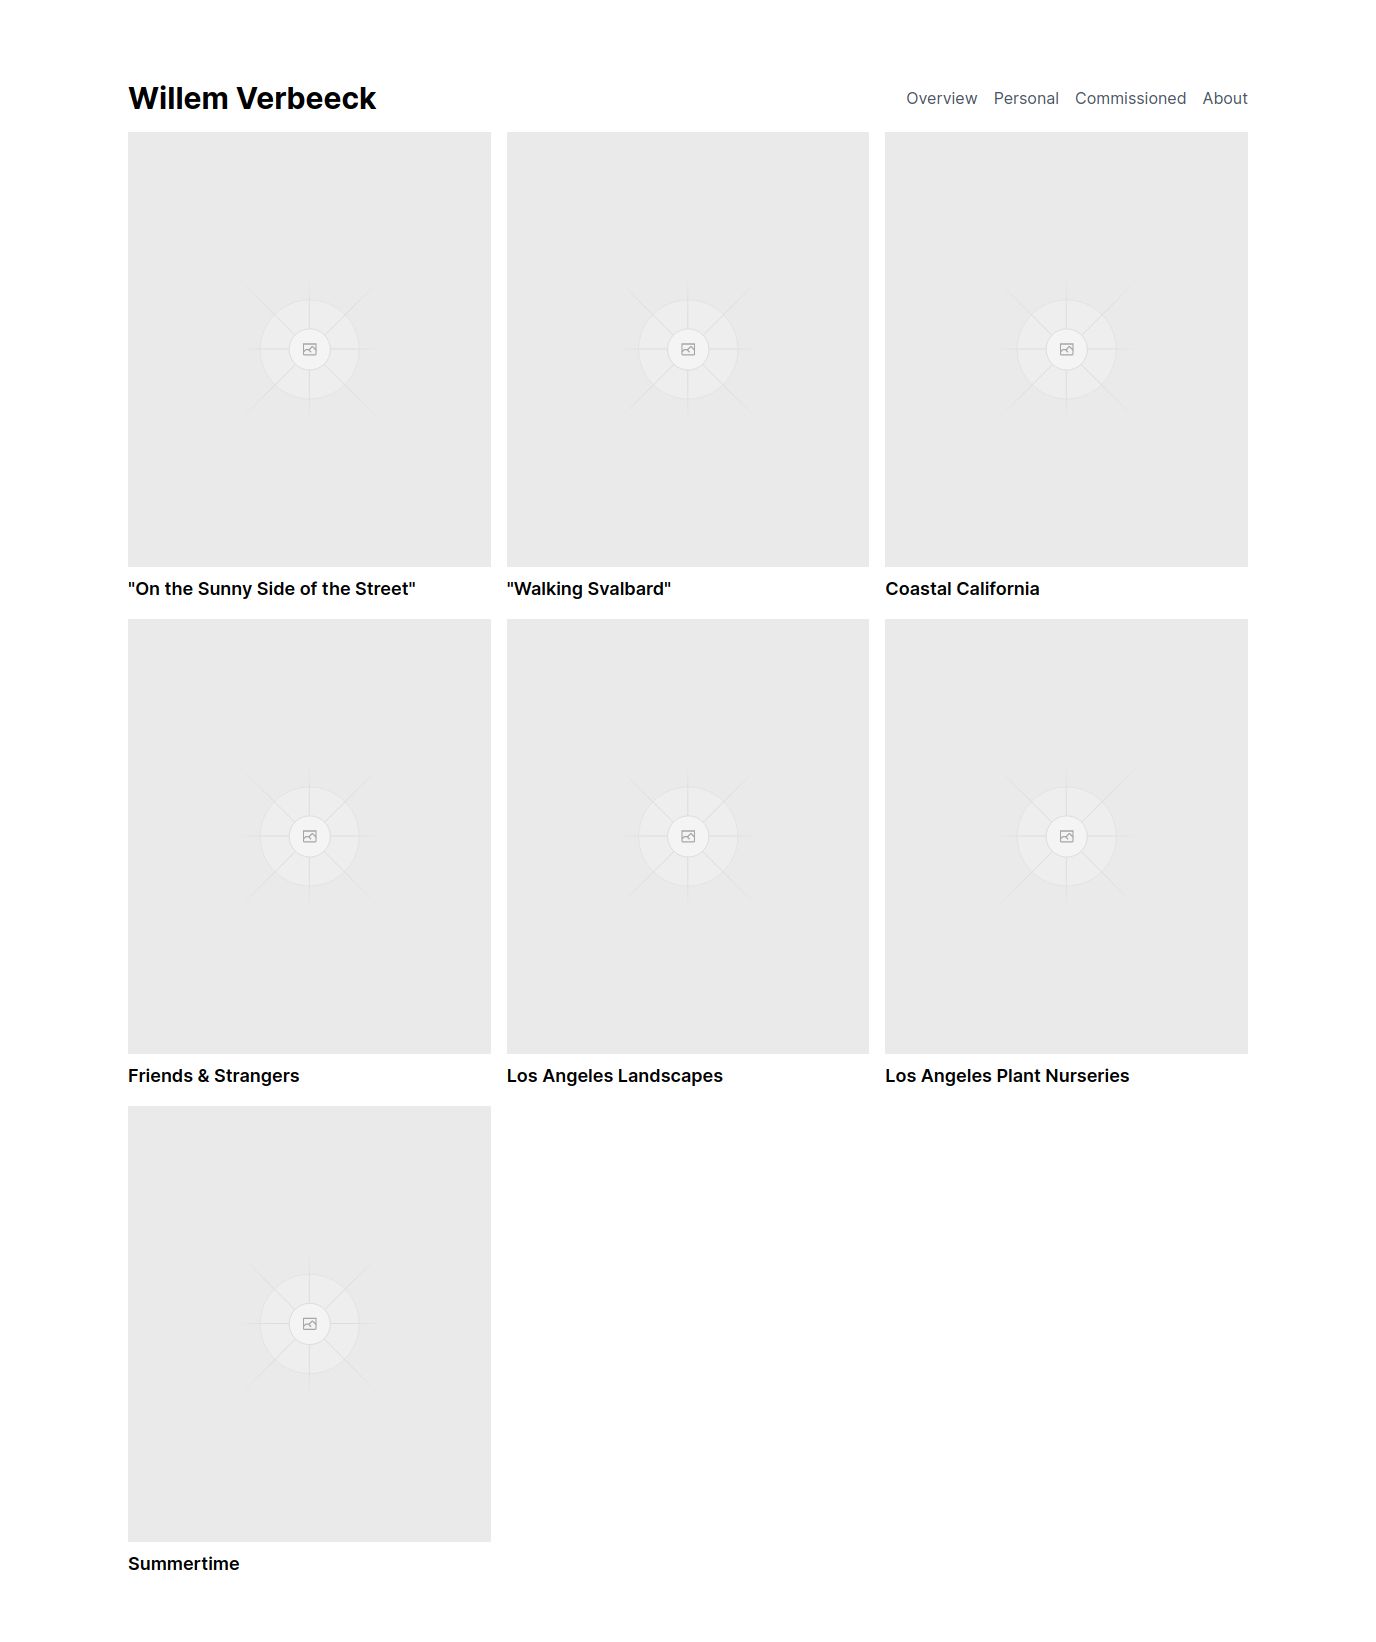 Willem Verbeeck
Overview Personal Commissioned About
"On the Sunny Side of the Street"
"Walking Svalbard"
Coastal California
Friends & Strangers
Los Angeles Landscapes
Los Angeles Plant Nurseries
Summertime